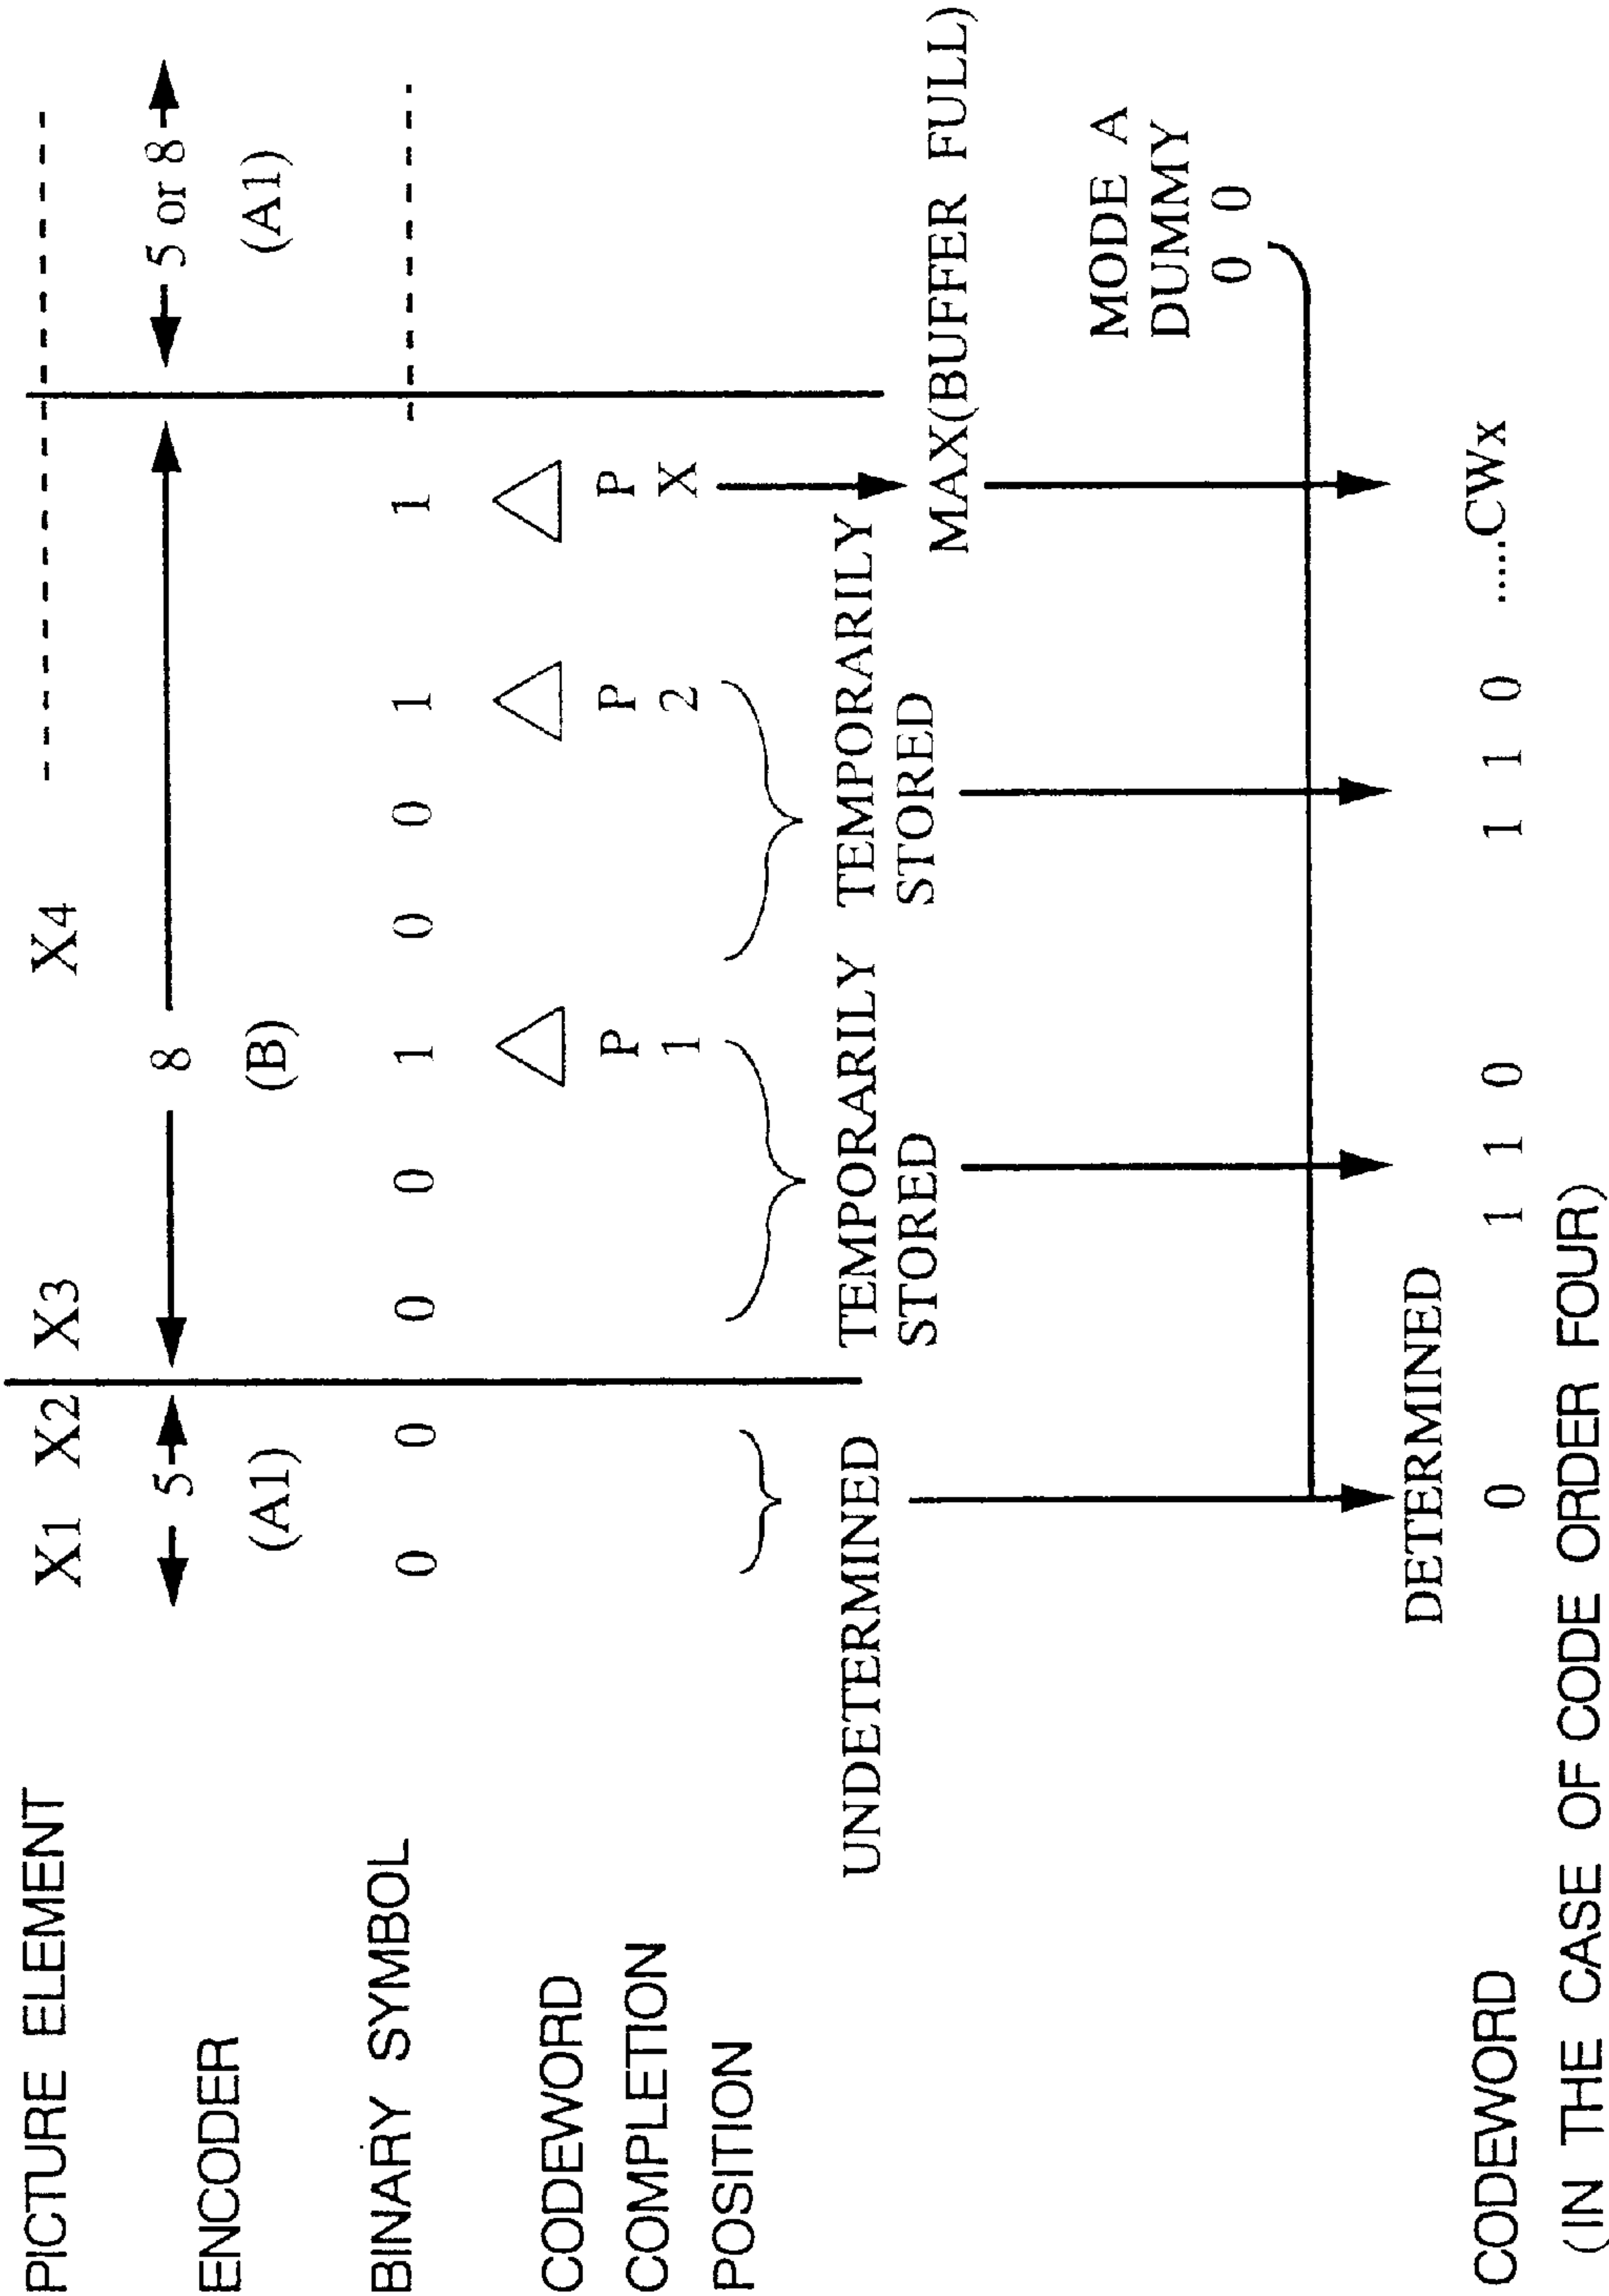 PICTURE ELEMENT X1 X2 X3 X4
ENCODER 5 8 5 or 8
(A1) (B) (A1)
BINARY SYMBOL 0 0 0 0 1 0 0 1 1
CODEWORD
COMPLETION P P P
POSITION 1 2 X
UNDETERMINED TEMPORARILY TEMPORARILY
STORED STORED MAX(BUFFER FULL)
MODE A
DUMMY
0 0
DETERMINED
CODEWORD 0 1 1 0 1 1 0 .....CWx
(IN THE CASE OF CODE ORDER FOUR)